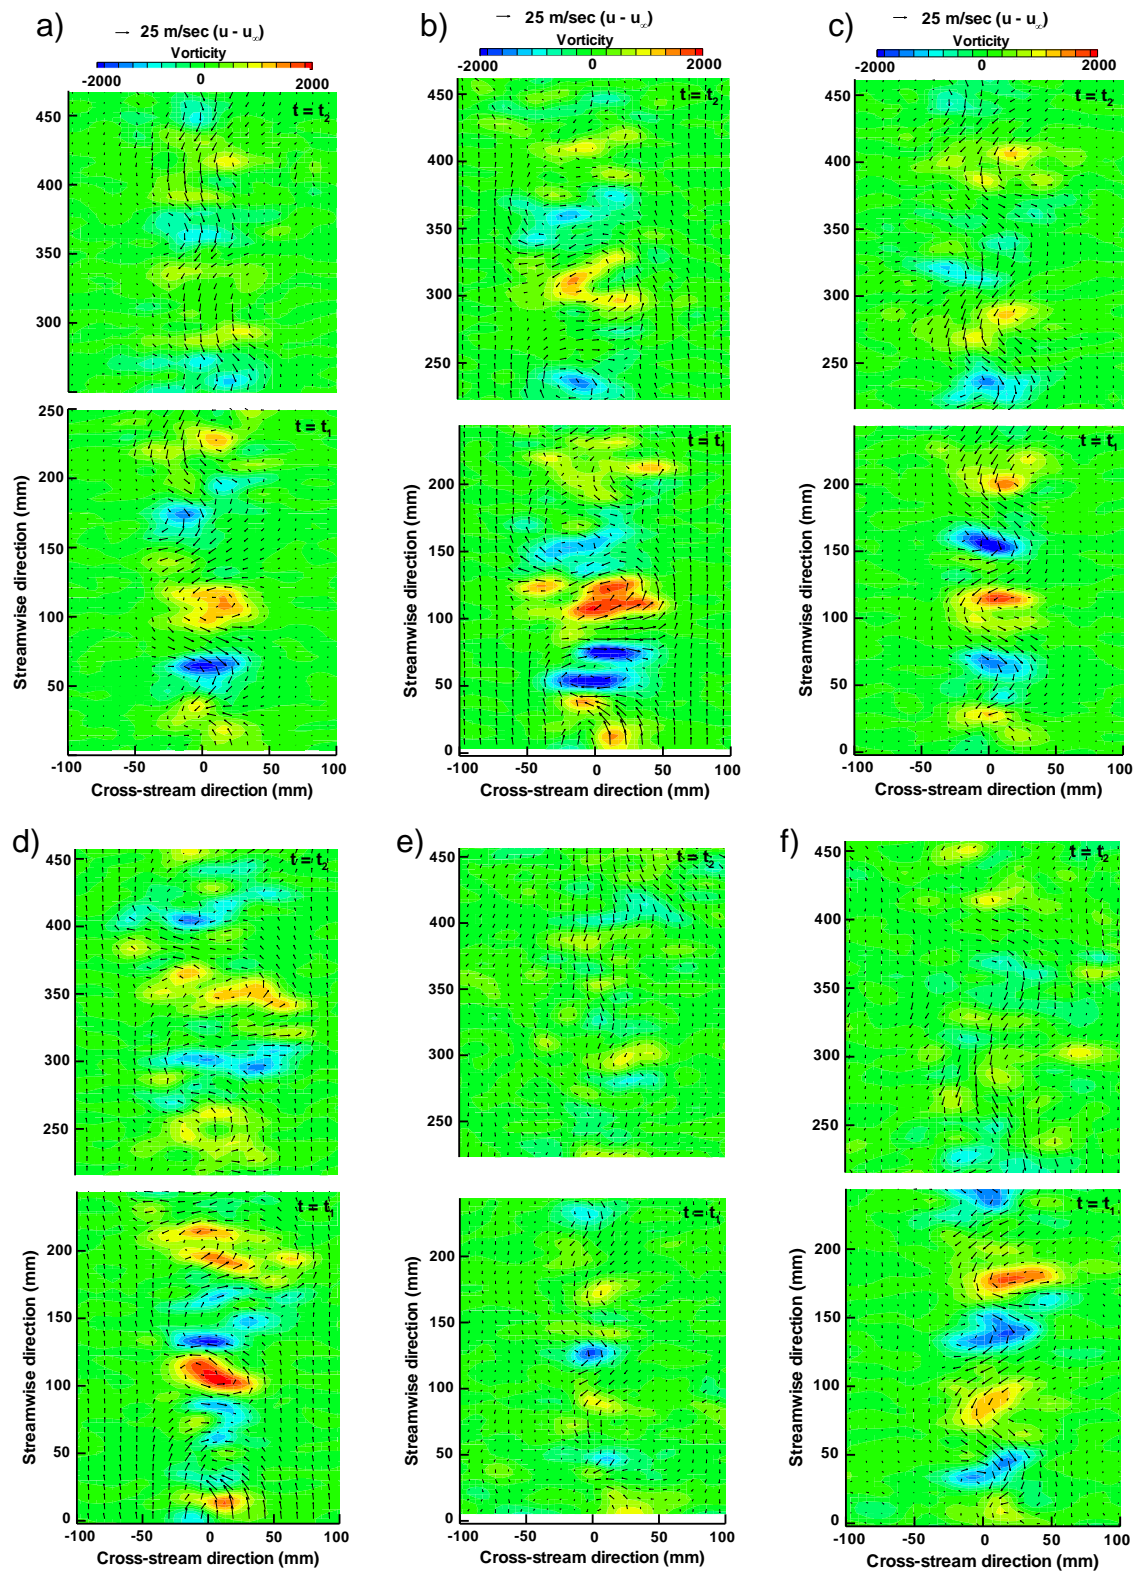 a)
→ 25 m/sec (u - u∞)
Vorticity
-2000 0 2000
t = t2
450
400
350
300
t = t1
250
200
150
100
50
0
-100 -50 0 50 100
Streamwise direction (mm)
Cross-stream direction (mm)
b)
→ 25 m/sec (u - u∞)
Vorticity
-2000 0 2000
t = t2
450
400
350
300
250
t = t1
200
150
100
50
0
-100 -50 0 50 100
Streamwise direction (mm)
Cross-stream direction (mm)
c)
→ 25 m/sec (u - u∞)
Vorticity
-2000 0 2000
t = t2
450
400
350
300
250
t = t1
200
150
100
50
0
-100 -50 0 50 100
Streamwise direction (mm)
Cross-stream direction (mm)
d)
t = t2
450
400
350
300
250
t = t1
200
150
100
50
0
-100 -50 0 50 100
Streamwise direction (mm)
Cross-stream direction (mm)
e)
t = t2
450
400
350
300
250
t = t1
200
150
100
50
0
-100 -50 0 50 100
Streamwise direction (mm)
Cross-stream direction (mm)
f)
t = t2
450
400
350
300
250
t = t1
200
150
100
50
0
-100 -50 0 50 100
Streamwise direction (mm)
Cross-stream direction (mm)